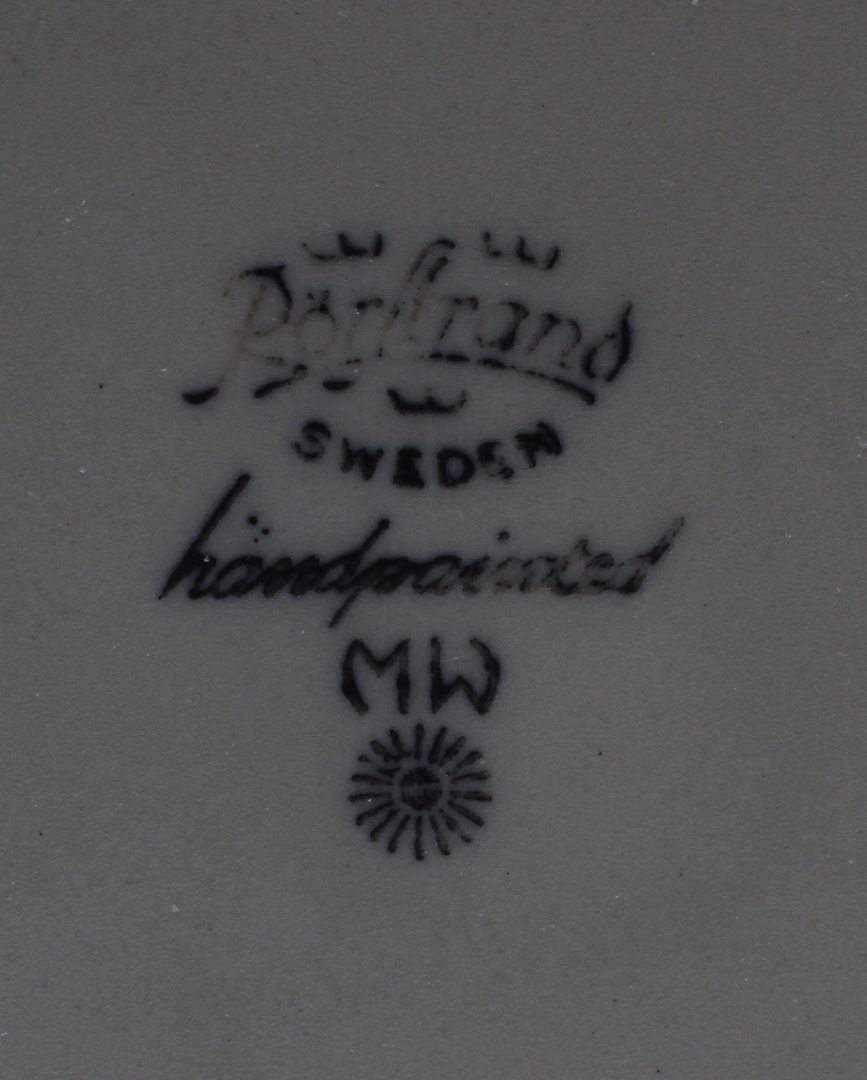 Rörstrand
SWEDEN
handpainted
MW